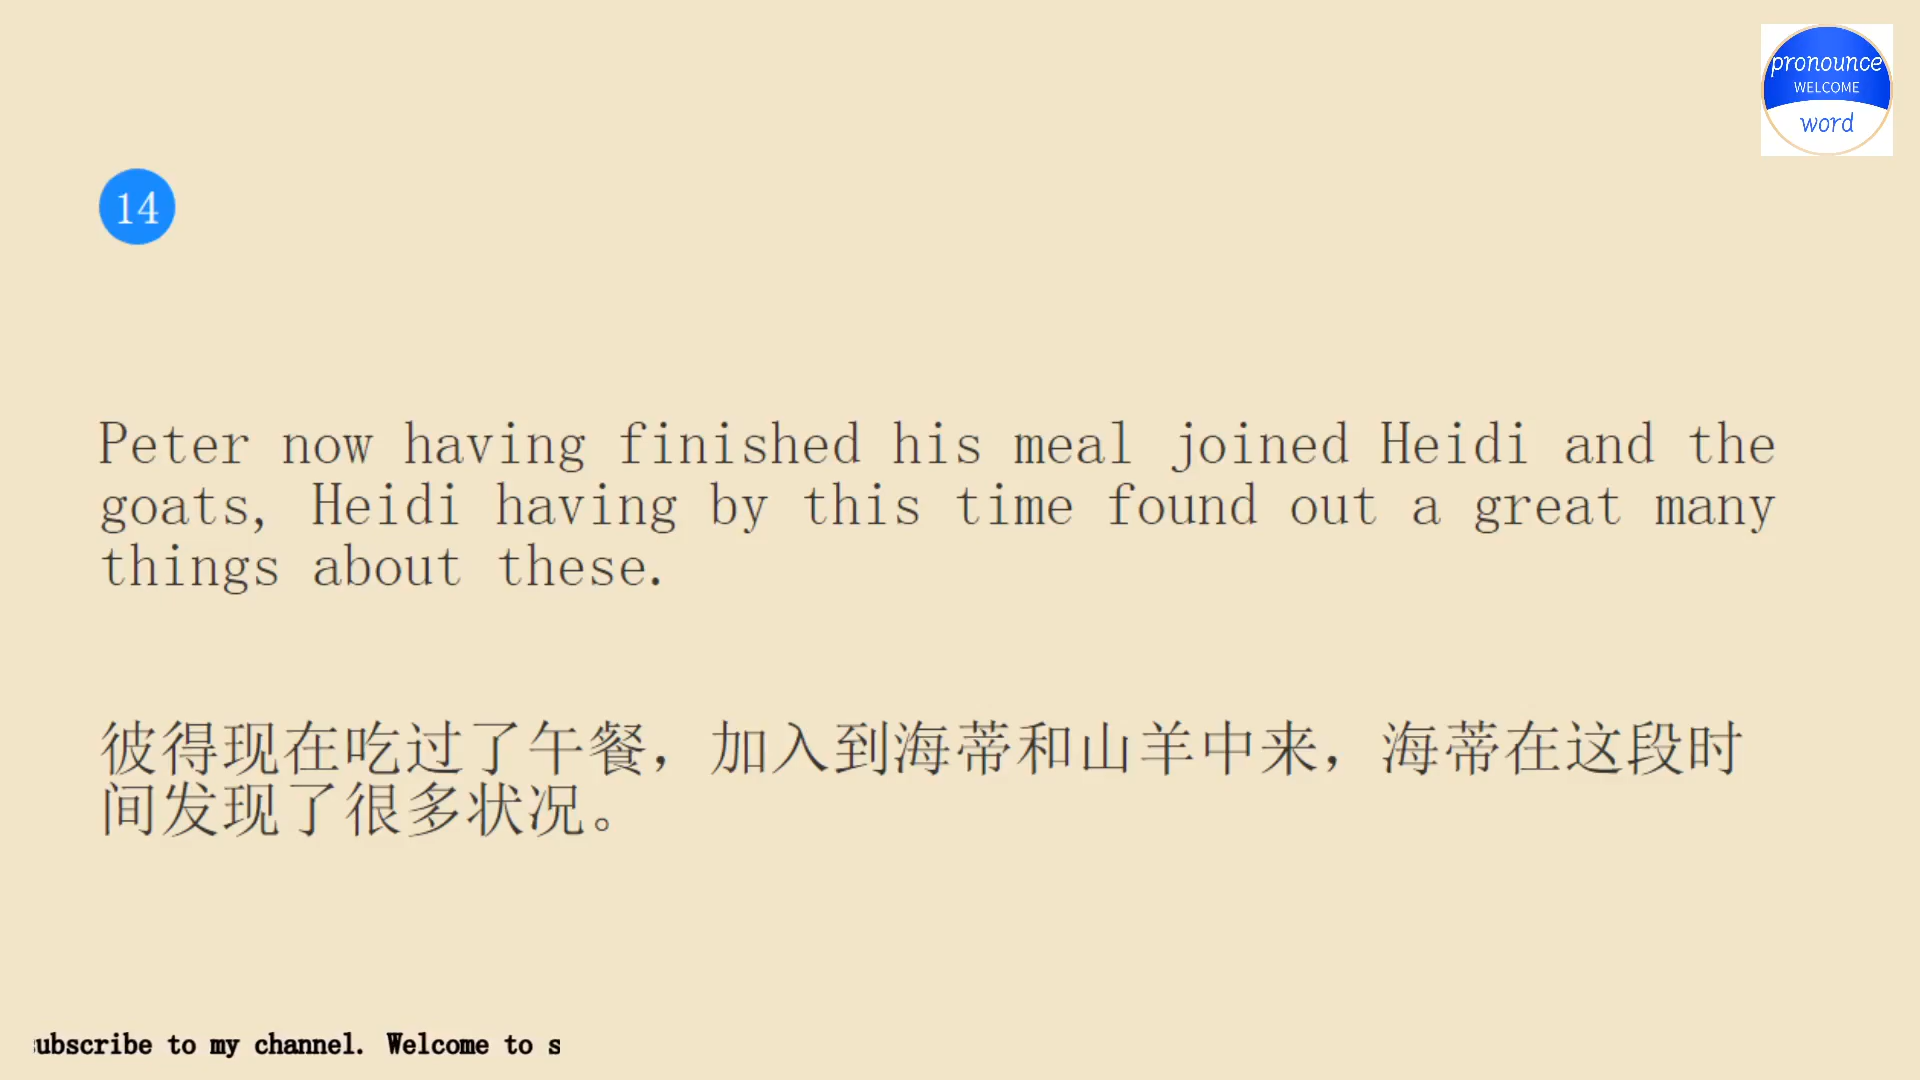 pronounce
WELCOME
word
14
Peter now having finished his meal joined Heidi and the
goats, Heidi having by this time found out a great many
things about these.
彼得现在吃过了午餐，加入到海蒂和山羊中来，海蒂在这段时
间发现了很多状况。
ubscribe to my channel. Welcome to s